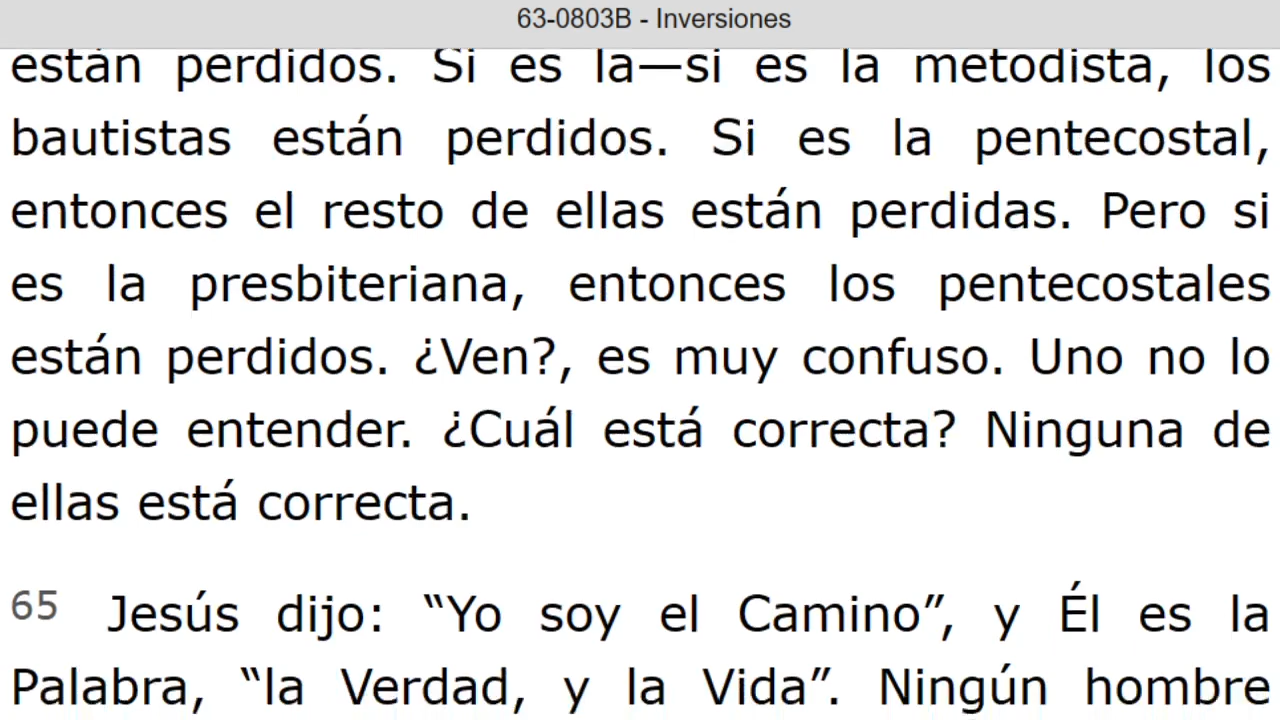 63-0803B - Inversiones
están perdidos. Si es la—si es la metodista, los
bautistas están perdidos. Si es la pentecostal,
entonces el resto de ellas están perdidas. Pero si
es la presbiteriana, entonces los pentecostales
están perdidos. ¿Ven?, es muy confuso. Uno no lo
puede entender. ¿Cuál está correcta? Ninguna de
ellas está correcta.
65 Jesús dijo: “Yo soy el Camino”, y Él es la
Palabra, “la Verdad, y la Vida”. Ningún hombre